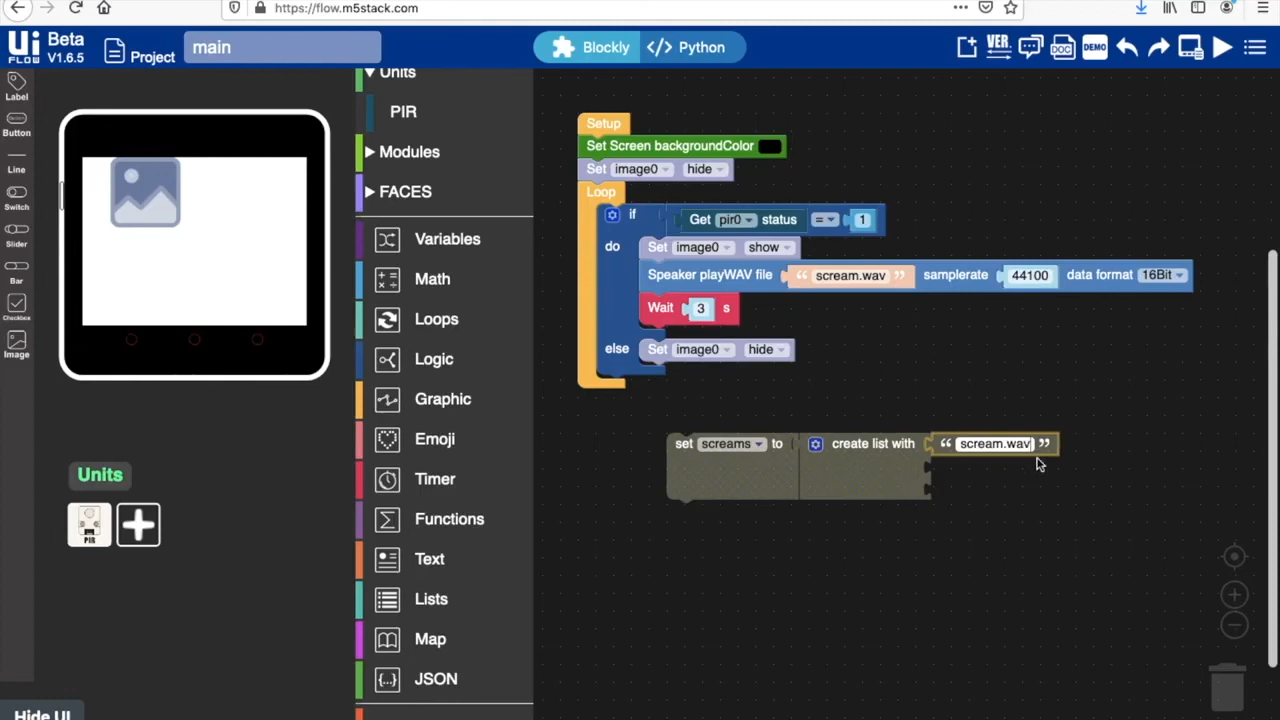 https://flow.m5stack.com
Ui FLOW
Beta
V1.6.5
Project
main
Blockly
</> Python
VER.
DOC
DEMO
Label
Button
Line
Switch
Slider
Bar
Checkbox
Image
Units
PIR
Hide UI
Units
PIR
Modules
FACES
Variables
Math
Loops
Logic
Graphic
Emoji
Timer
Functions
Text
Lists
Map
JSON
Setup
Set Screen backgroundColor
Set image0 hide
Loop
if Get pir0 status = 1
do Set image0 show
Speaker playWAV file “ scream.wav ” samplerate 44100 data format 16Bit
Wait 3 s
else Set image0 hide
set screams to create list with “ scream.wav ”